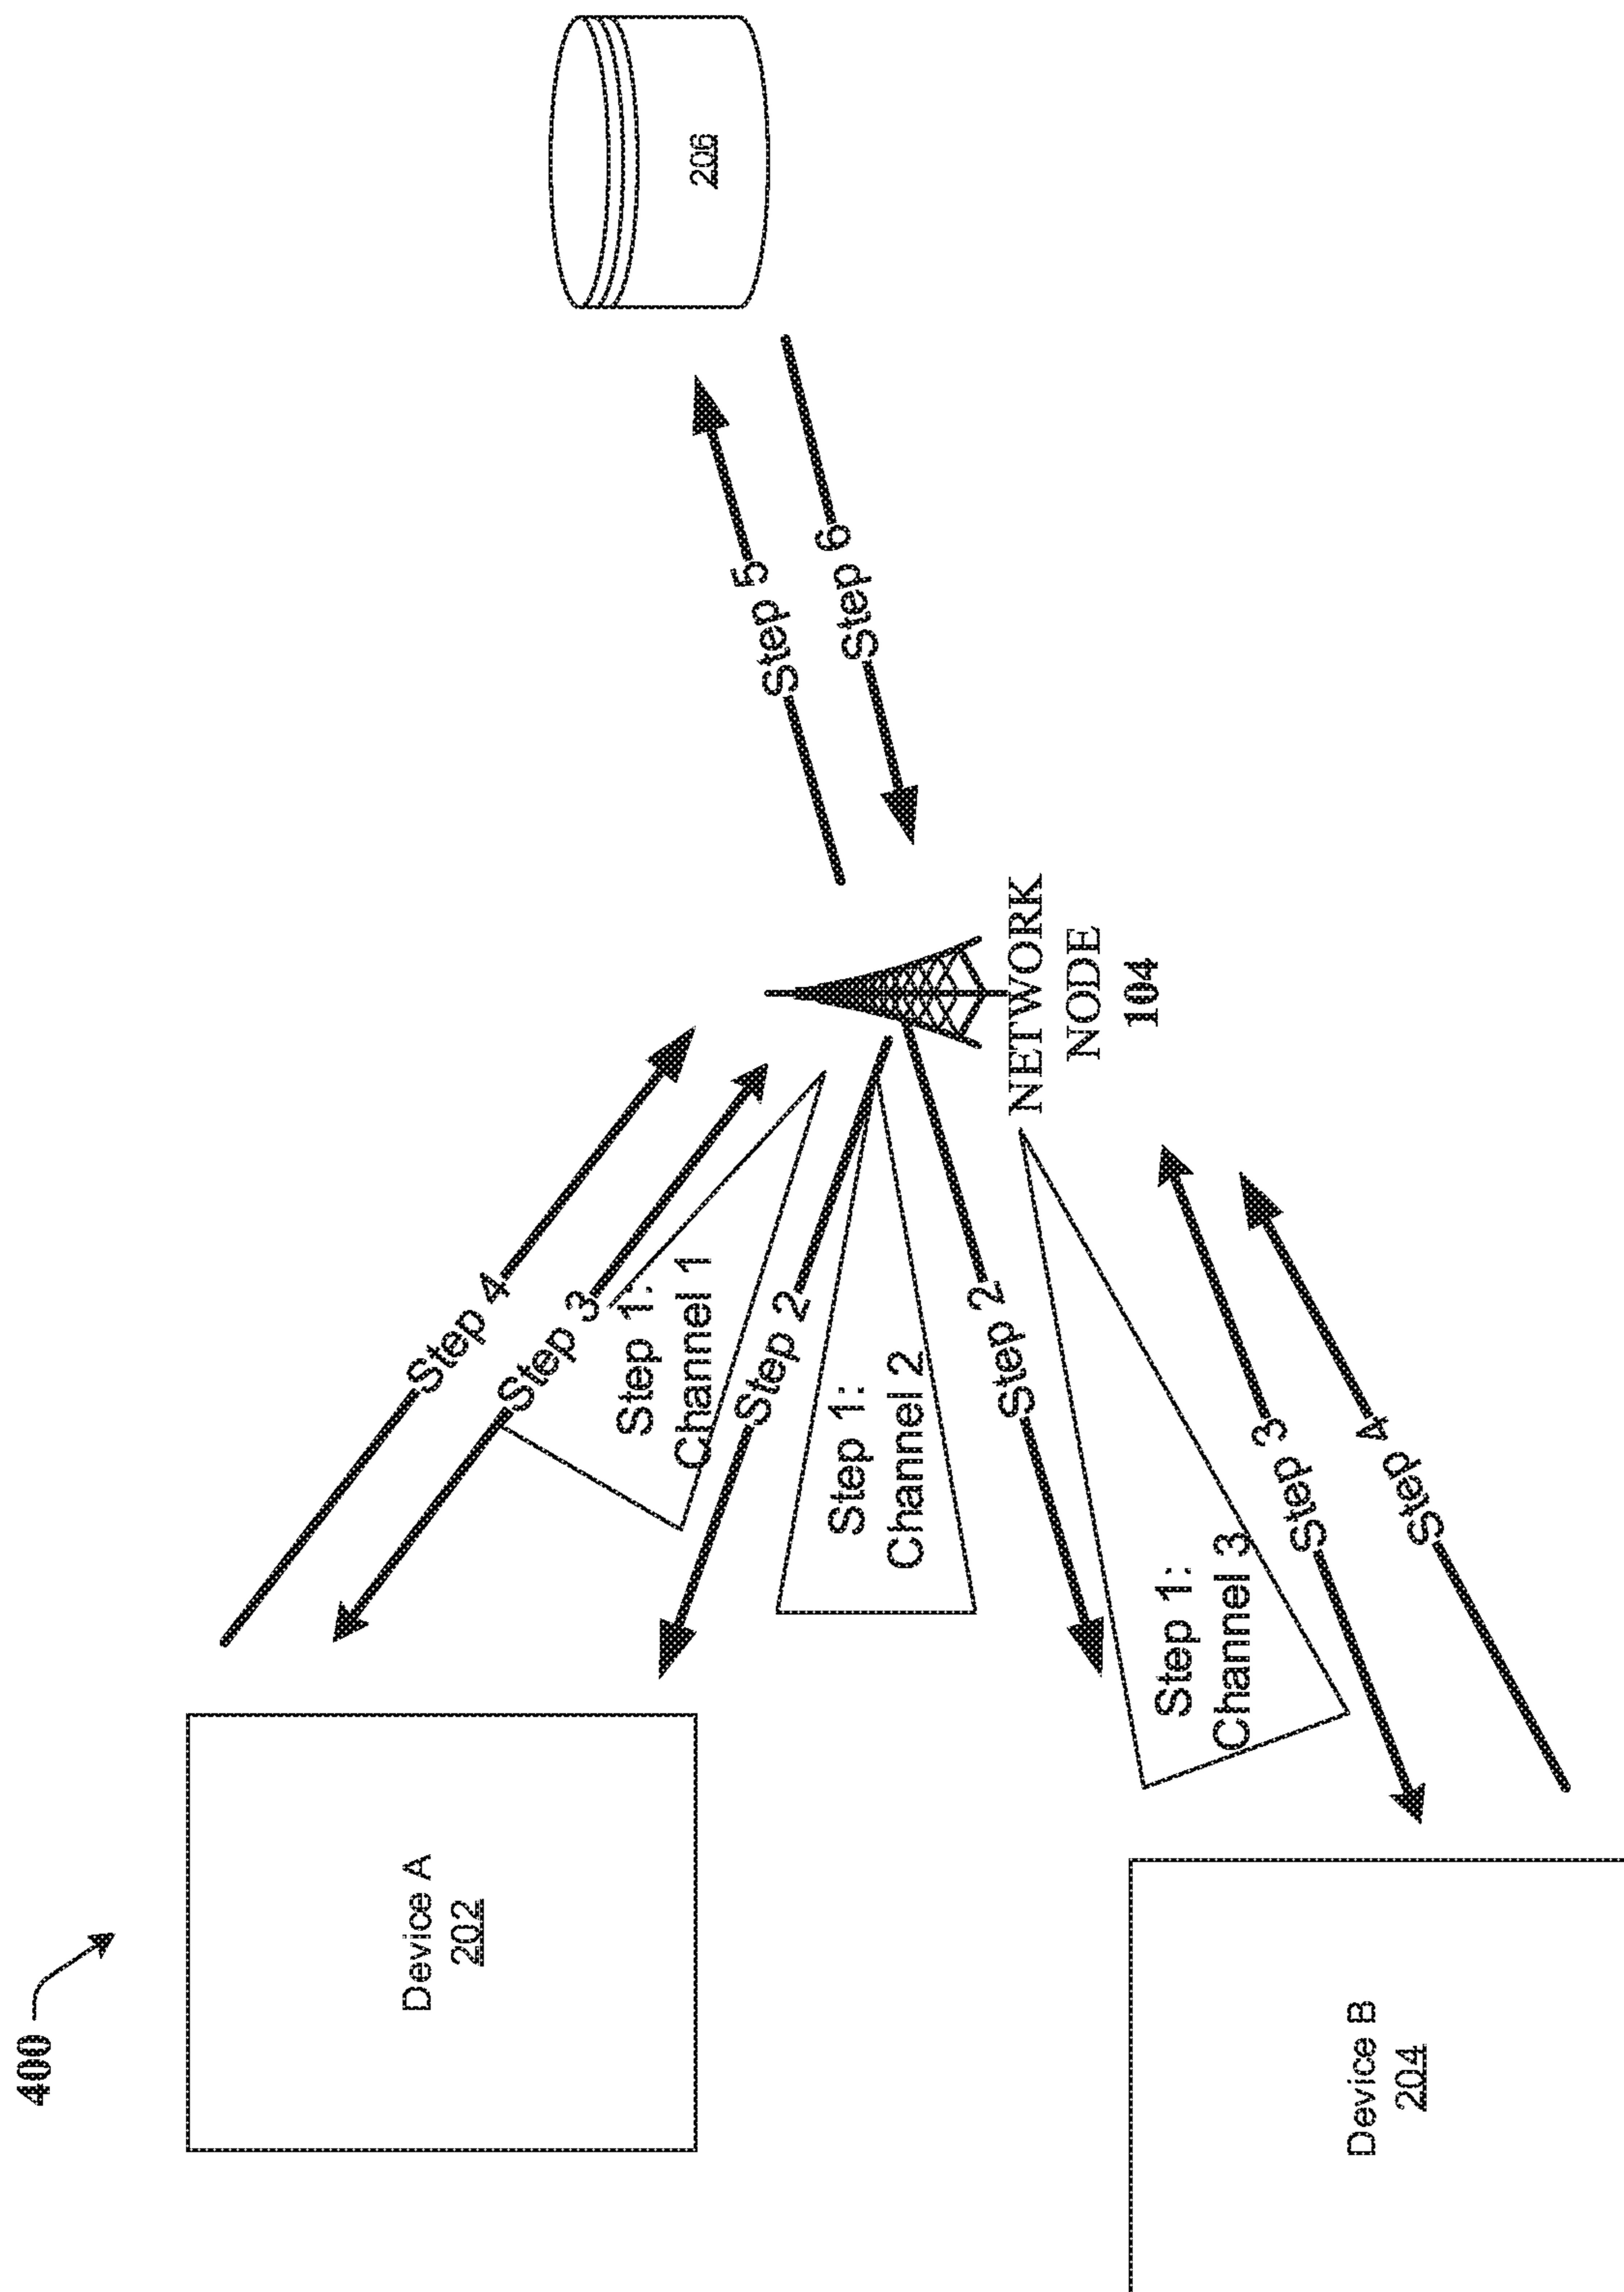 400
Device A
202
Device B
204
Step 4
Step 3
Step 1:
Channel 1
Step 2
Step 1:
Channel 2
Step 2
Step 1:
Channel 3
Step 3
Step 4
NETWORK
NODE
104
Step 5
Step 6
206